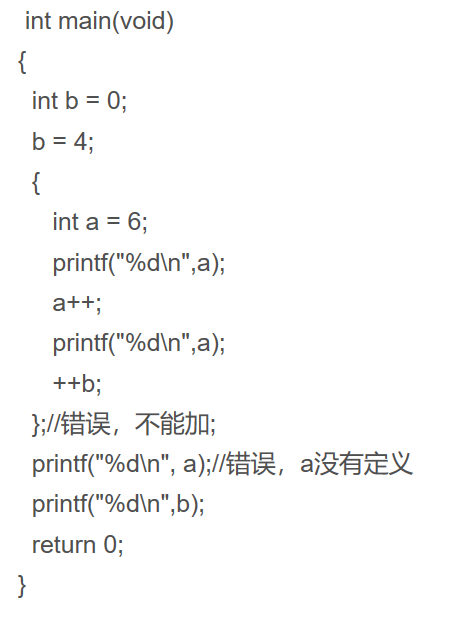 int main(void)
{
int b = 0;
b = 4;
{
int a = 6;
printf("%d\n",a);
a++;
printf("%d\n",a);
++b;
};//错误，不能加;
printf("%d\n", a);//错误，a没有定义
printf("%d\n",b);
return 0;
}